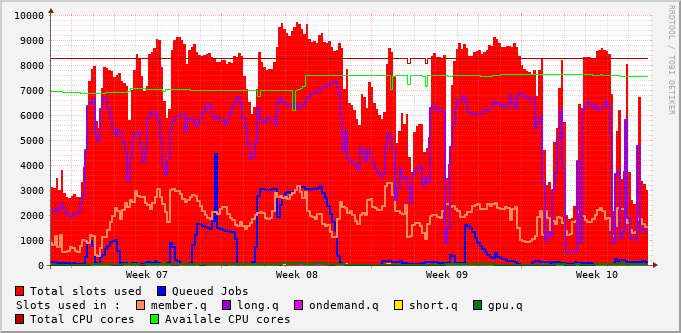 RRDTOOL / TOBI OETIKER
10000
9000
8000
7000
6000
5000
4000
3000
2000
1000
0
Week 07 Week 08 Week 09 Week 10
Total slots used Queued Jobs
Slots used in : member.q long.q ondemand.q short.q gpu.q
Total CPU cores Availale CPU cores